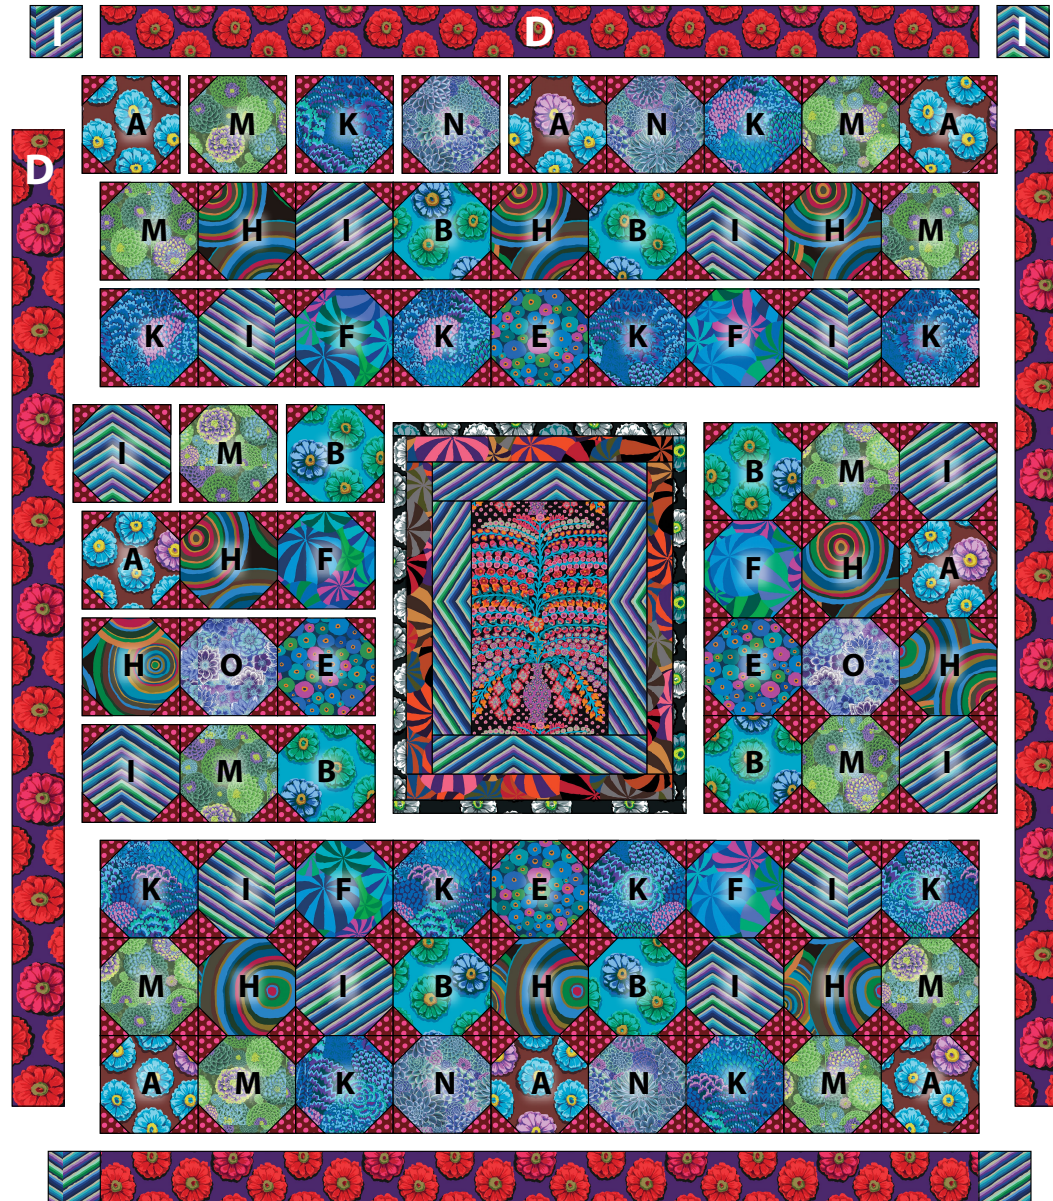 I D I
A M K N A N K M A
D
M H I B H B I H M
K I F K E K F I K
I M B
B M I
A H F
F H A
H O E
E O H
I M B
B M I
K I F K E K F I K
M H I B H B I H M
A M K N A N K M A